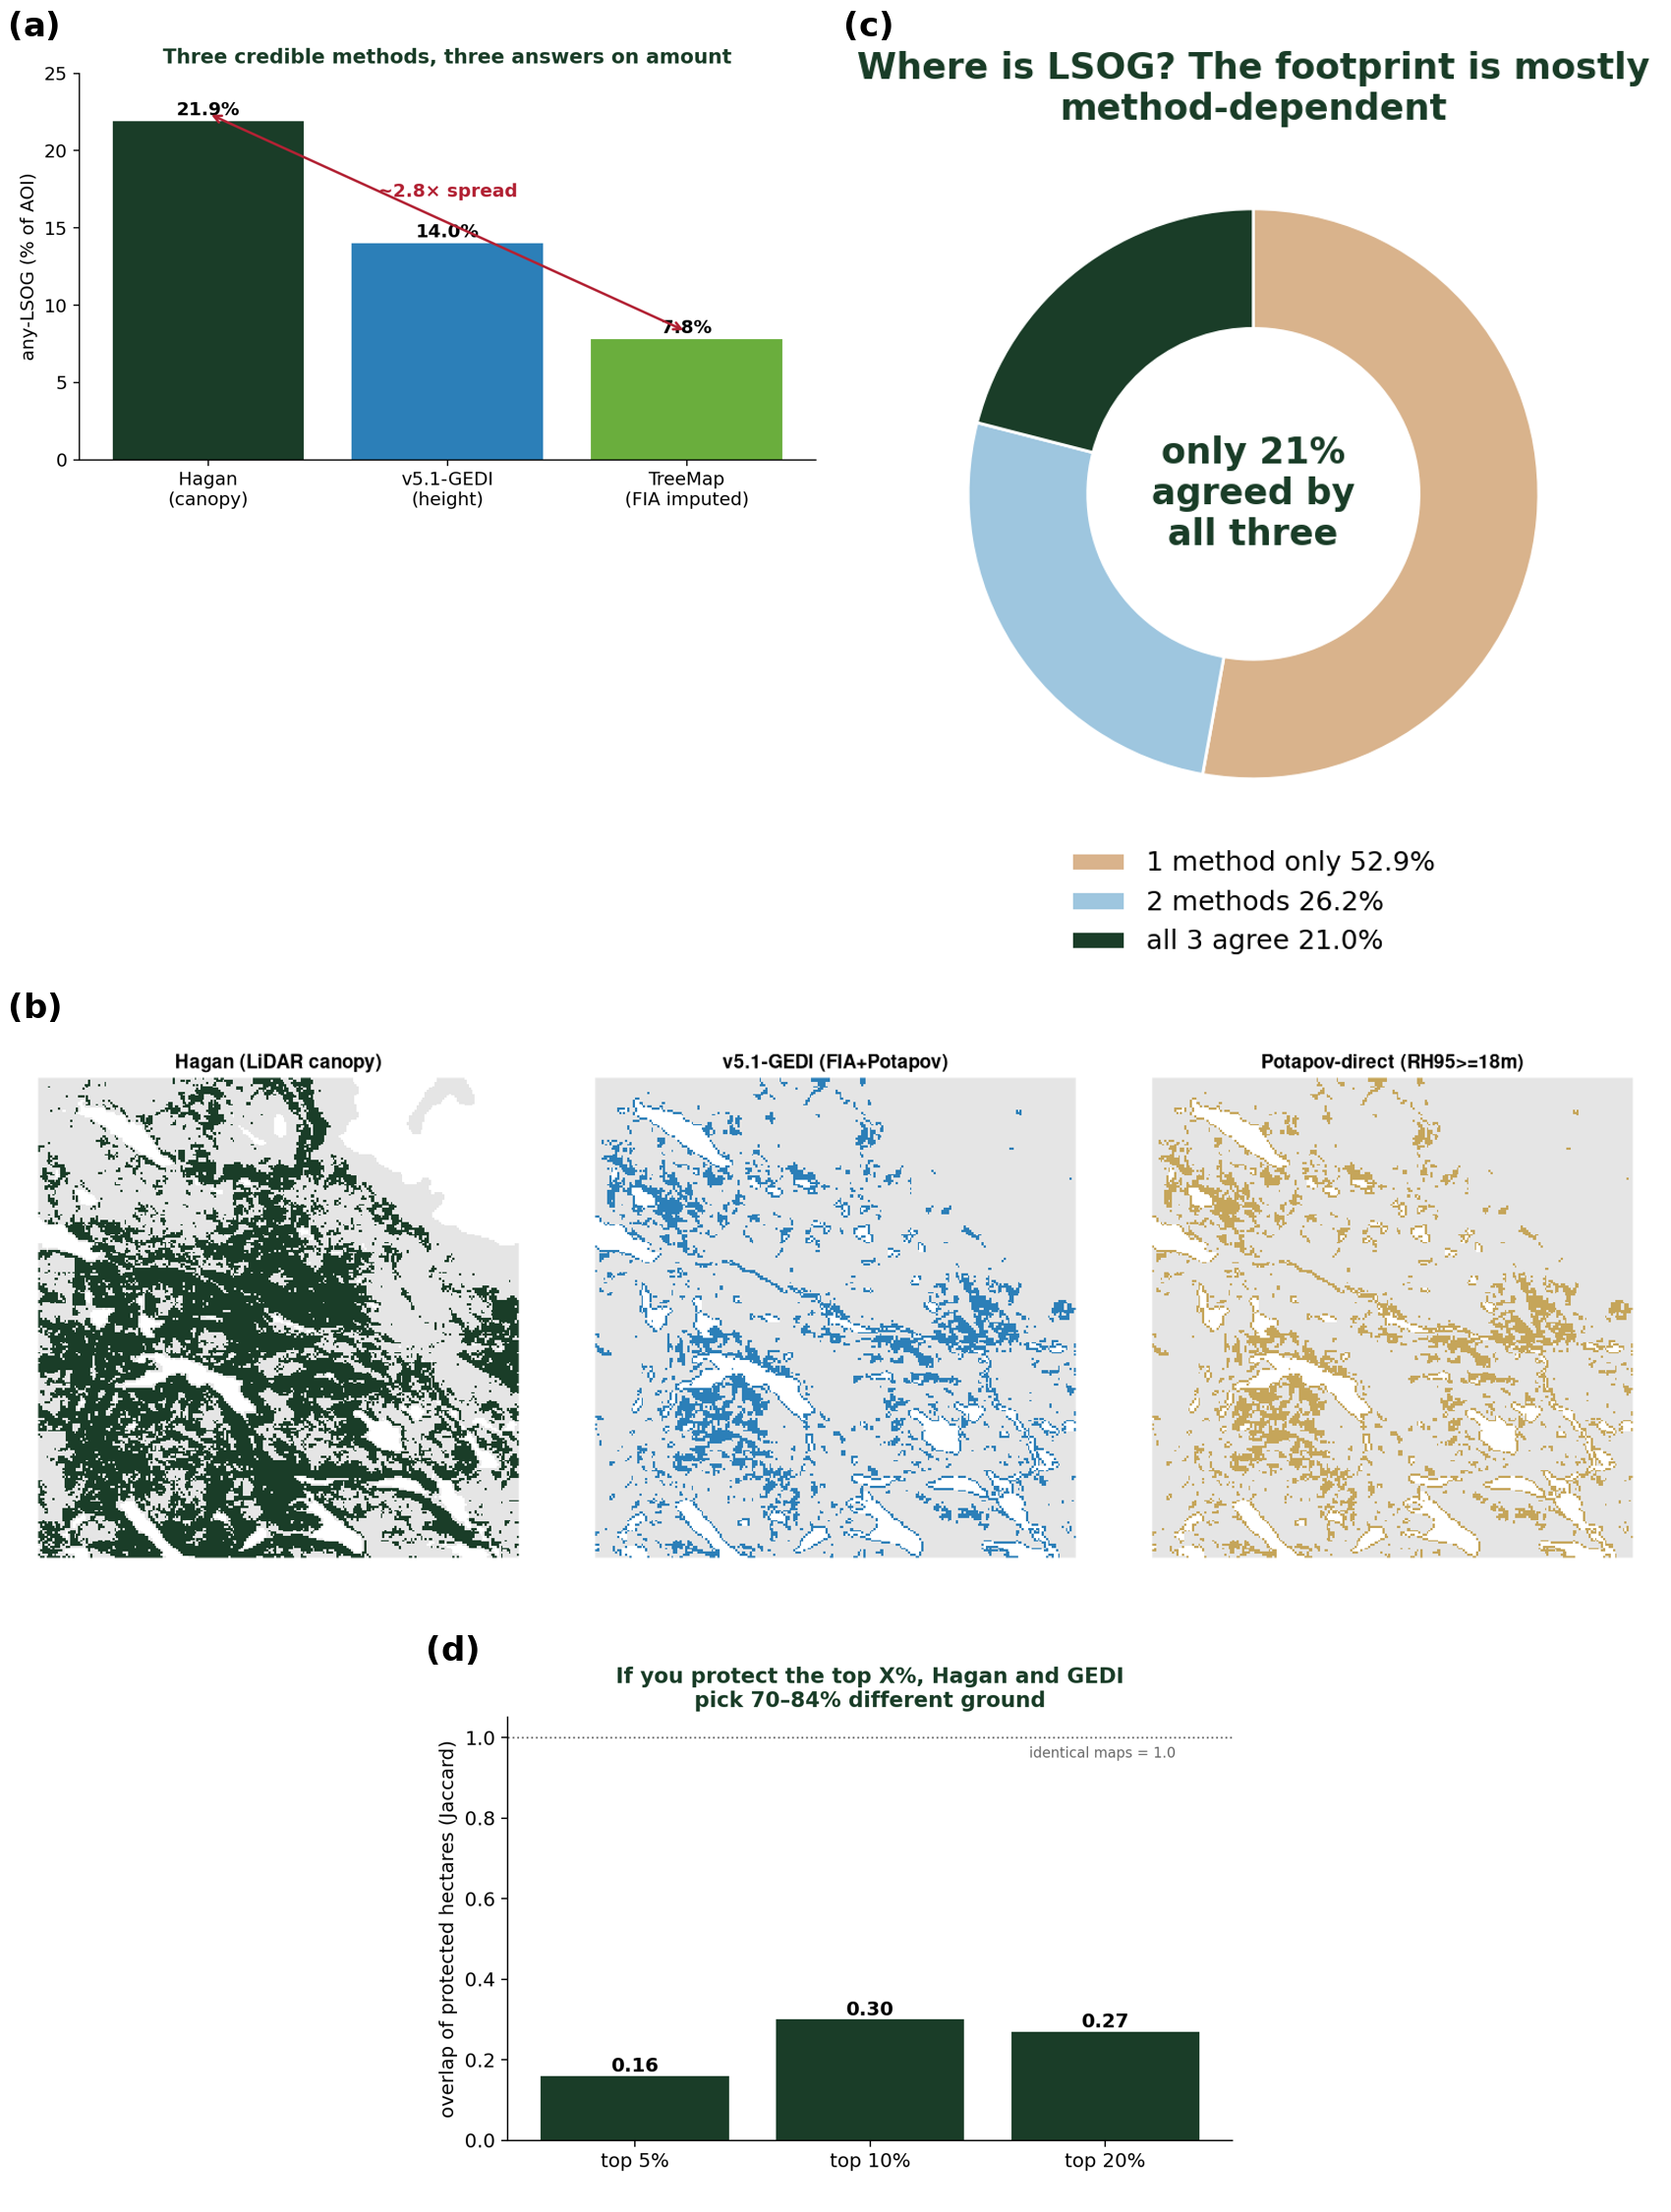 (a)
Three credible methods, three answers on amount
25
20
15
10
5
0
any-LSOG (% of AOI)
21.9%
~2.8× spread
14.0%
7.8%
Hagan
(canopy)
v5.1-GEDI
(height)
TreeMap
(FIA imputed)
(c)
Where is LSOG? The footprint is mostly
method-dependent
only 21%
agreed by
all three
1 method only 52.9%
2 methods 26.2%
all 3 agree 21.0%
(b)
Hagan (LiDAR canopy)
v5.1-GEDI (FIA+Potapov)
Potapov-direct (RH95>=18m)
(d)
If you protect the top X%, Hagan and GEDI
pick 70–84% different ground
1.0
0.8
0.6
0.4
0.2
0.0
overlap of protected hectares (Jaccard)
identical maps = 1.0
0.16
0.30
0.27
top 5%
top 10%
top 20%